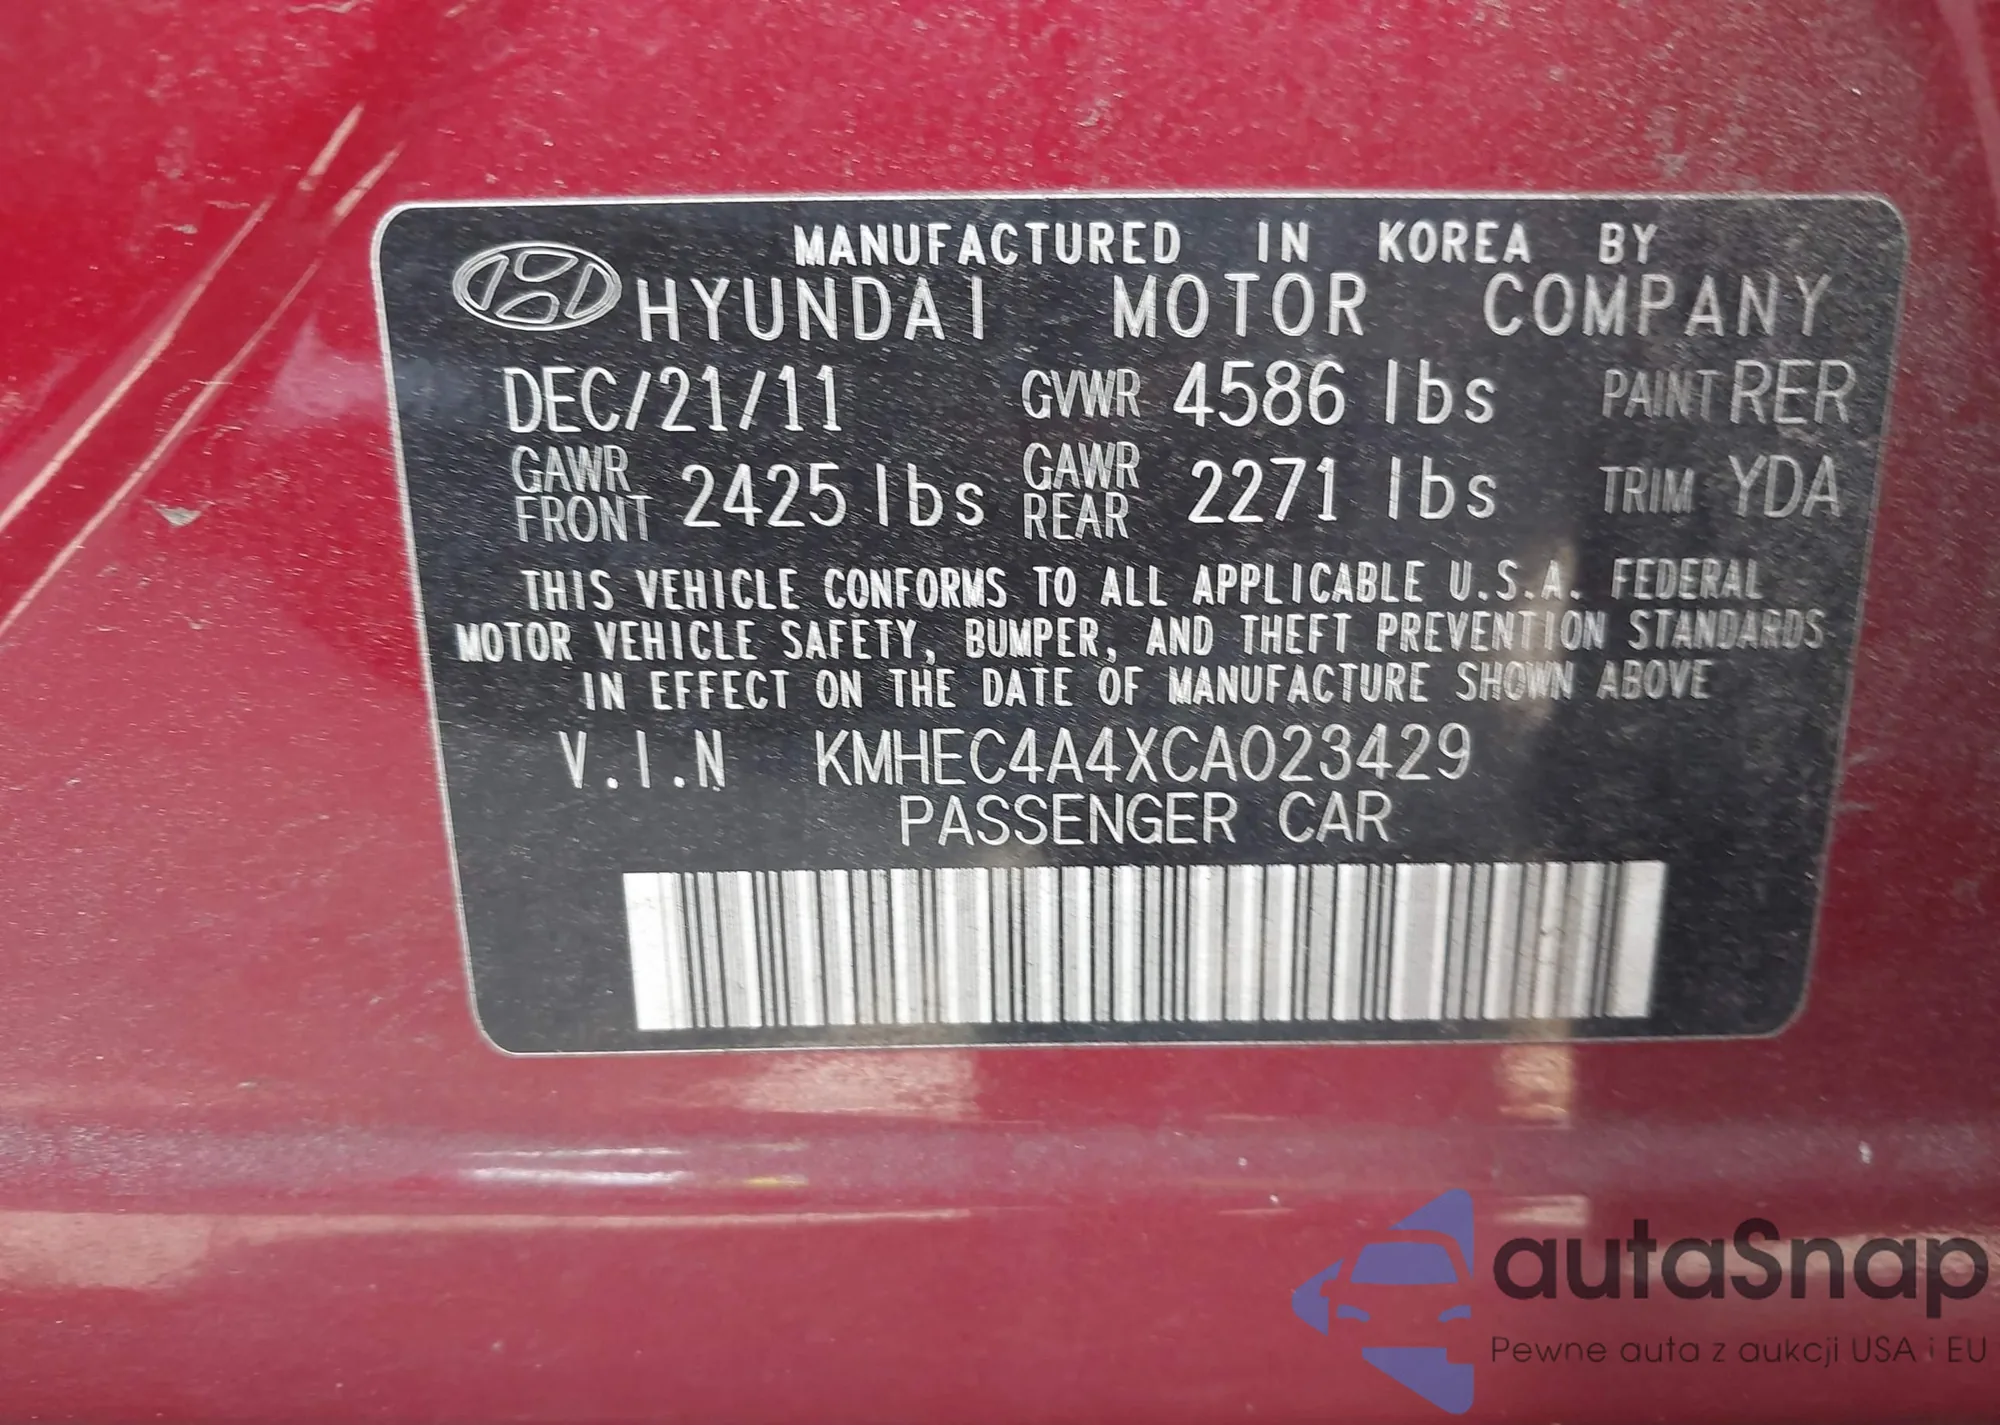 MANUFACTURED IN KOREA BY
HYUNDAI MOTOR COMPANY
DEC/21/11 GVWR 4586 lbs PAINT RER
GAWR FRONT 2425 lbs GAWR REAR 2271 lbs TRIM YDA
THIS VEHICLE CONFORMS TO ALL APPLICABLE U.S.A. FEDERAL
MOTOR VEHICLE SAFETY, BUMPER, AND THEFT PREVENTION STANDARDS
IN EFFECT ON THE DATE OF MANUFACTURE SHOWN ABOVE
V.I.N KMHEC4A4XCA023429
PASSENGER CAR
autaSnap
Pewne auta z aukcji USA i EU